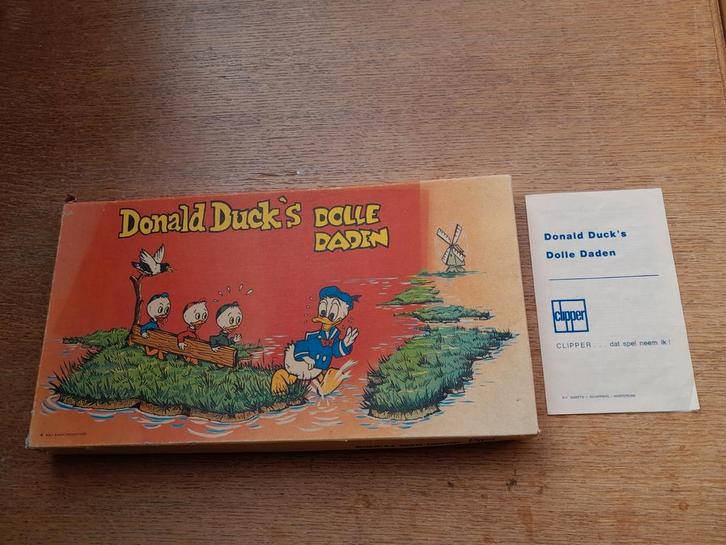 Donald Duck's DOLLE
DADEN
Donald Duck's
Dolle Daden
clipper
CLIPPER . . . dat spel neem ik !